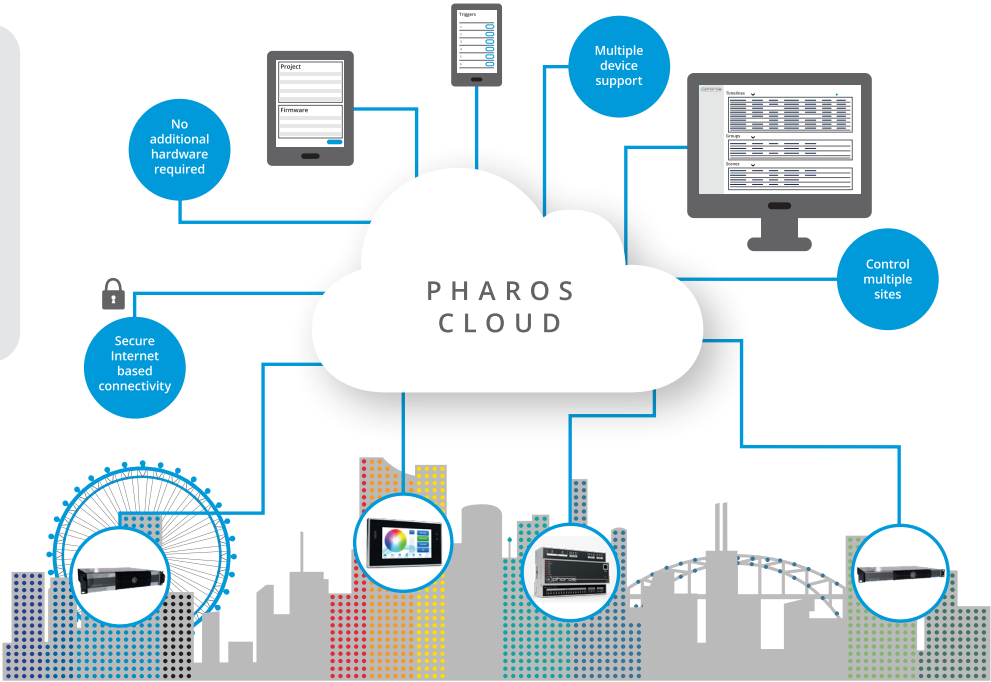 Triggers
Multiple
device
support
Project
Firmware
Timelines
Groups
Scenes
No
additional
hardware
required
PHAROS
CLOUD
Control
multiple
sites
Secure
Internet
based
connectivity
pharos